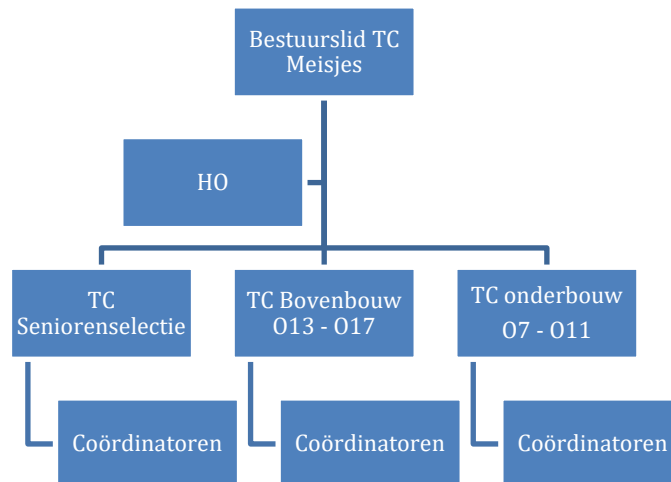 Bestuurslid TC
Meisjes
HO
TC
Seniorenselectie
TC Bovenbouw
O13 - O17
TC onderbouw
O7 - O11
Coördinatoren
Coördinatoren
Coördinatoren